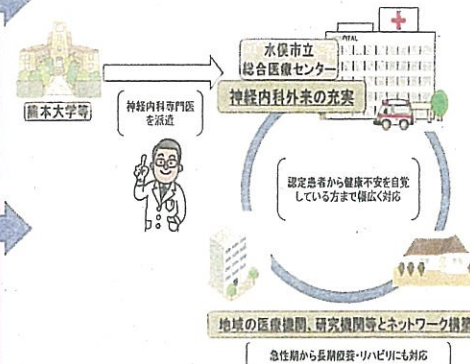 水俣市立
総合医療センター
神経内科外来の充実
熊本大学等
神経内科専門医
を派遣
認定患者から健康不安を自覚
している方まで幅広く対応
地域の医療機関、研究機関等とネットワーク構築
急性期から長期療養・リハビリにも対応